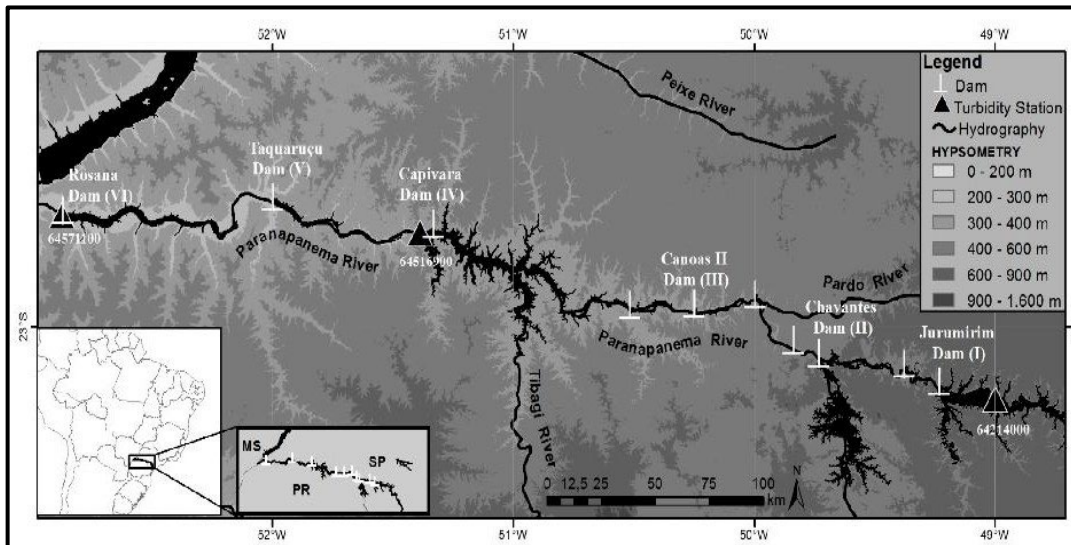 52°W
51°W
50°W
49°W
Legend
Dam
Turbidity Station
Hydrography
HYPSOMETRY
0 - 200 m
200 - 300 m
300 - 400 m
400 - 600 m
600 - 900 m
900 - 1.600 m
Peixe River
Taquaruçu
Dam (V)
Capivara
Dam (IV)
Rosana
Dam (VI)
64571200
64516900
Paranapanema River
Canoas II
Dam (III)
Pardo River
Chavantes
Dam (II)
Jurumirim
Dam (I)
64214000
Paranapanema River
Tibagi River
23°S
23°S
MS
SP
PR
N
0 12,5 25 50 75 100
km
52°W
51°W
50°W
49°W